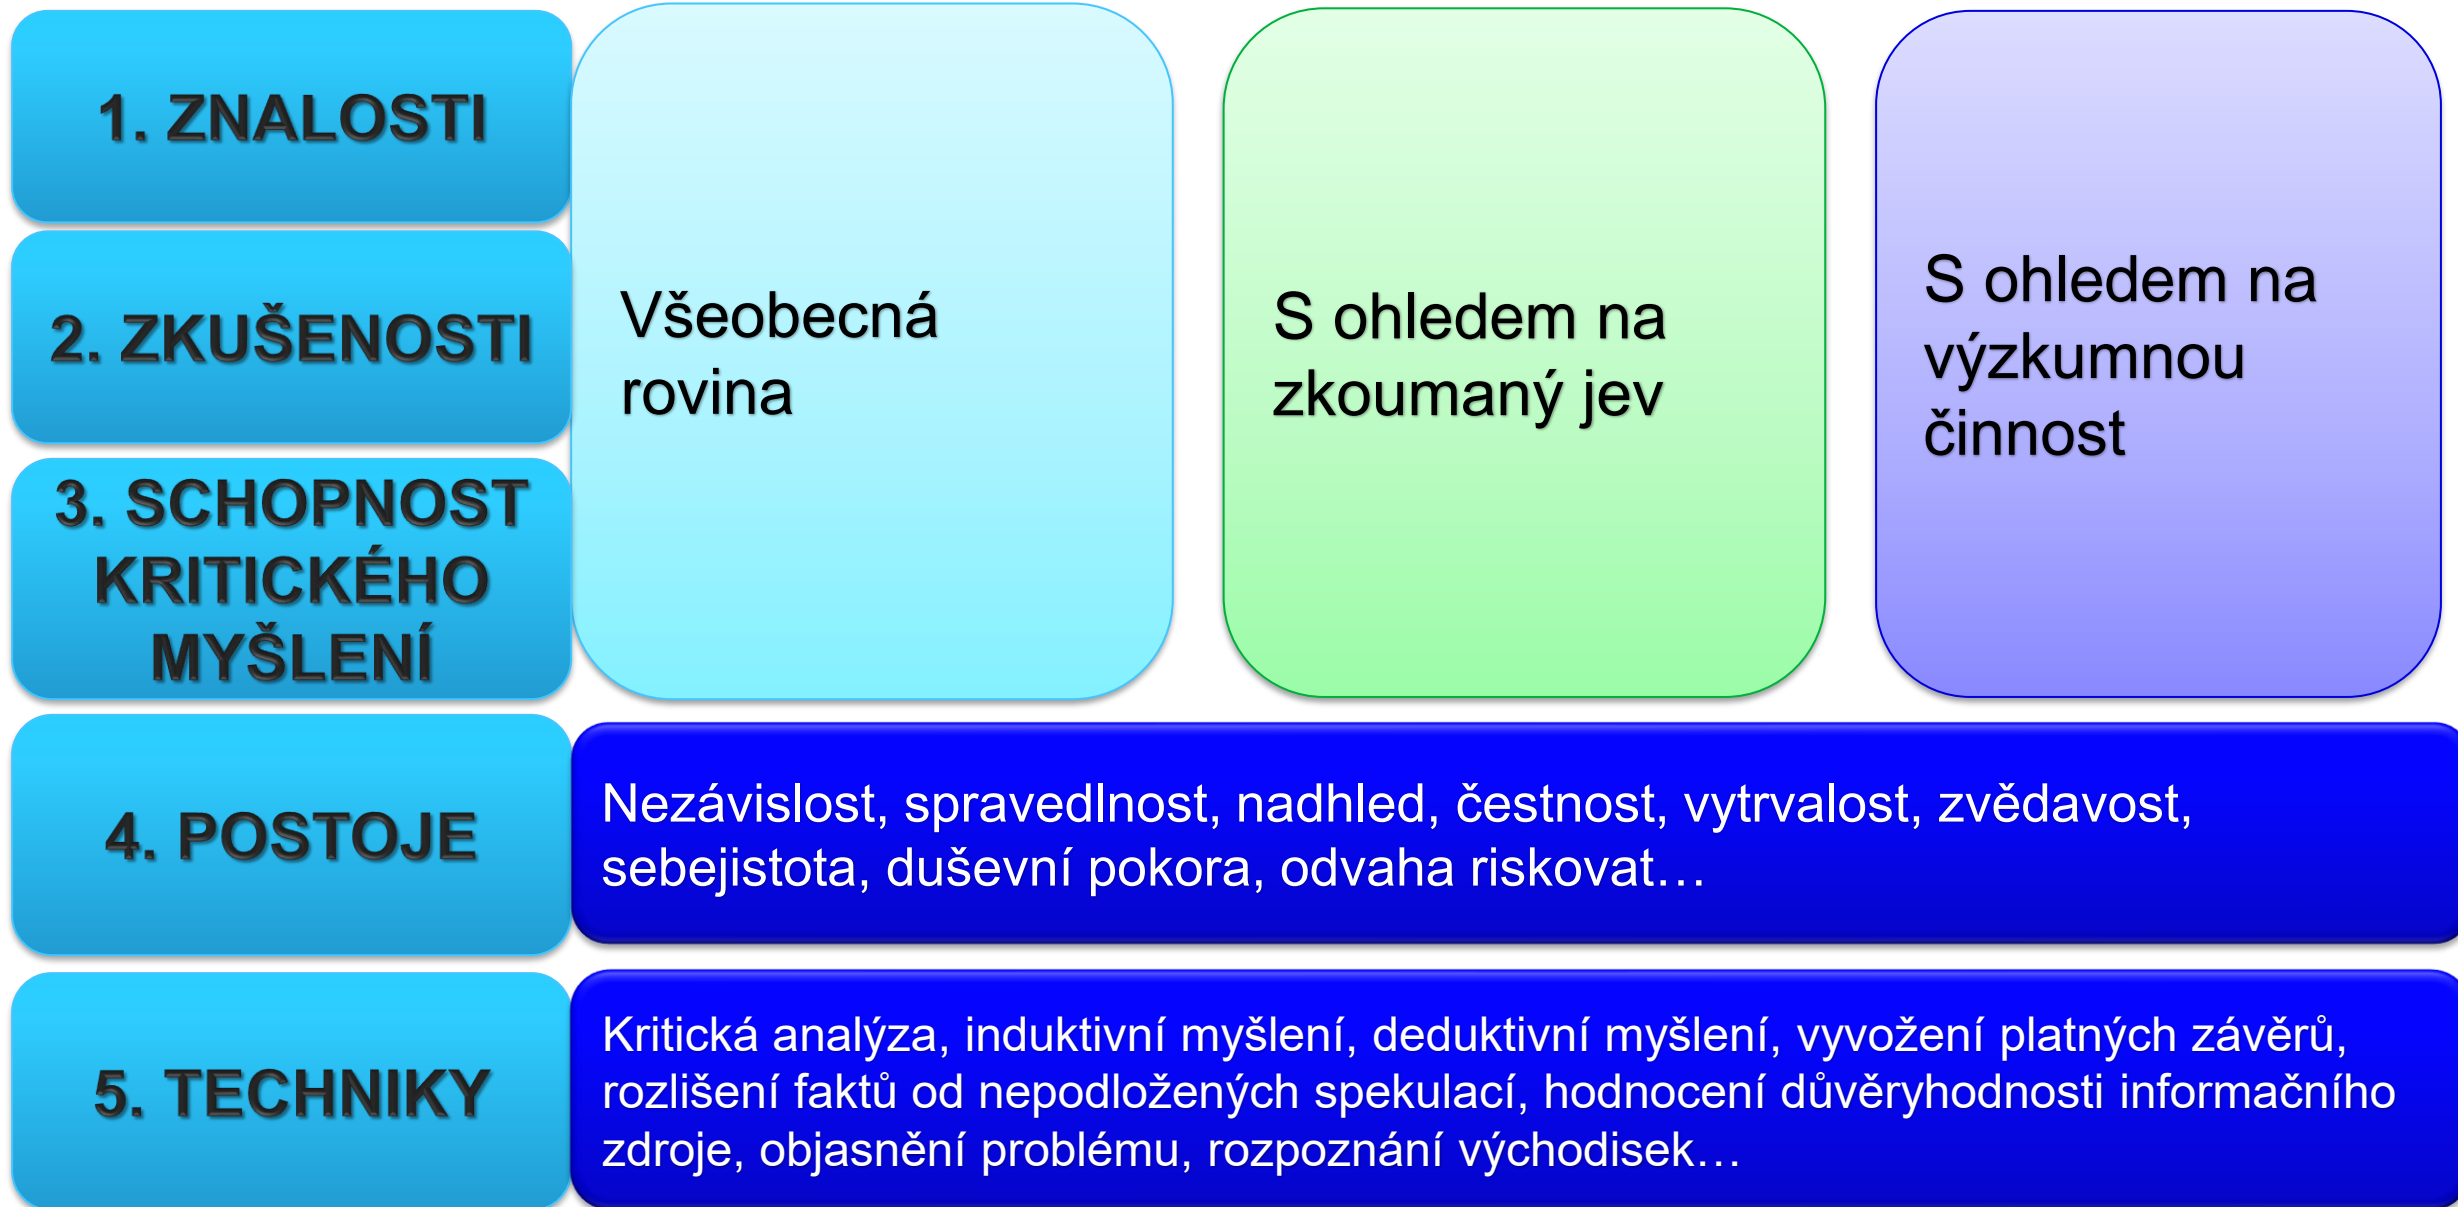 1. ZNALOSTI
2. ZKUŠENOSTI
3. SCHOPNOST
KRITICKÉHO
MYŠLENÍ
Všeobecná
rovina
S ohledem na
zkoumaný jev
S ohledem na
výzkumnou
činnost
4. POSTOJE
Nezávislost, spravedlnost, nadhled, čestnost, vytrvalost, zvědavost,
sebejistota, duševní pokora, odvaha riskovat…
5. TECHNIKY
Kritická analýza, induktivní myšlení, deduktivní myšlení, vyvožení platných závěrů,
rozlišení faktů od nepodložených spekulací, hodnocení důvěryhodnosti informačního
zdroje, objasnění problému, rozpoznání východisek…